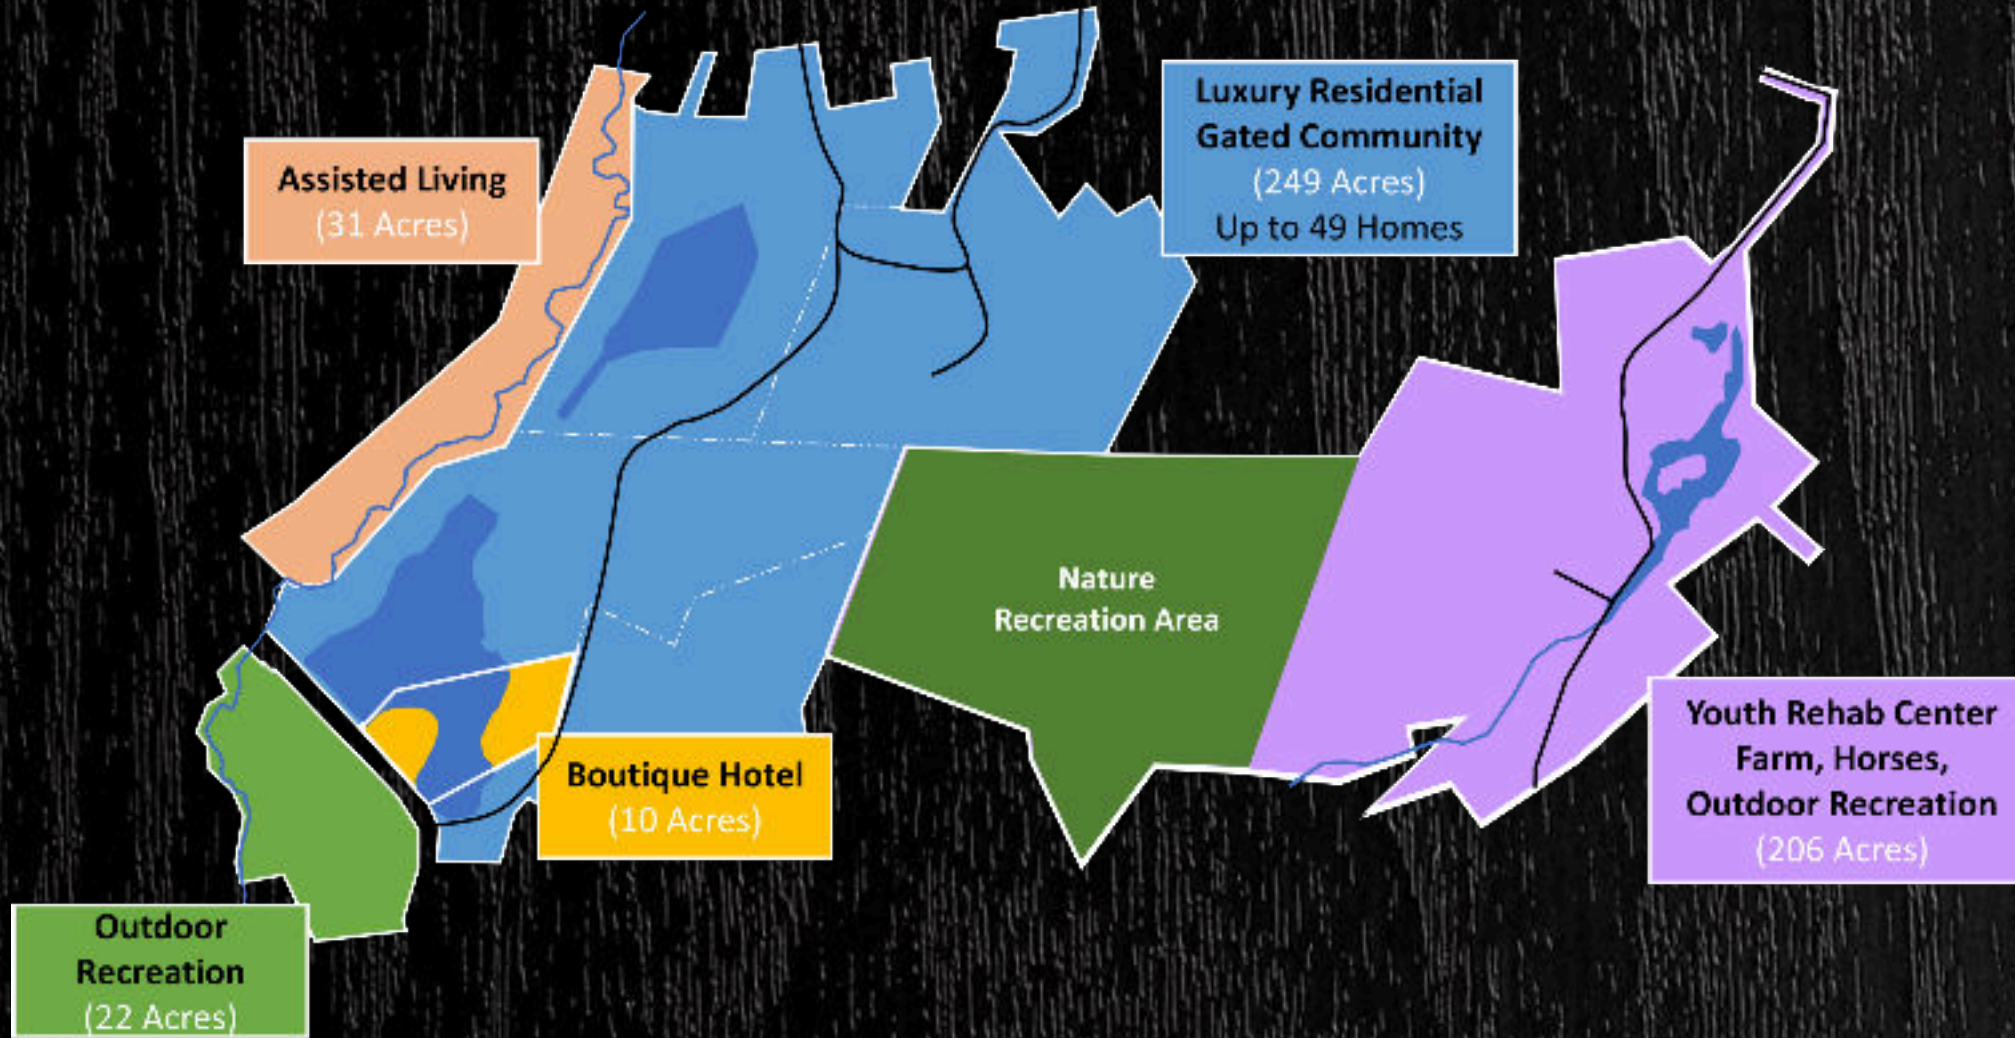 Assisted Living
(31 Acres)
Luxury Residential
Gated Community
(249 Acres)
Up to 49 Homes
Nature
Recreation Area
Boutique Hotel
(10 Acres)
Youth Rehab Center
Farm, Horses,
Outdoor Recreation
(206 Acres)
Outdoor
Recreation
(22 Acres)